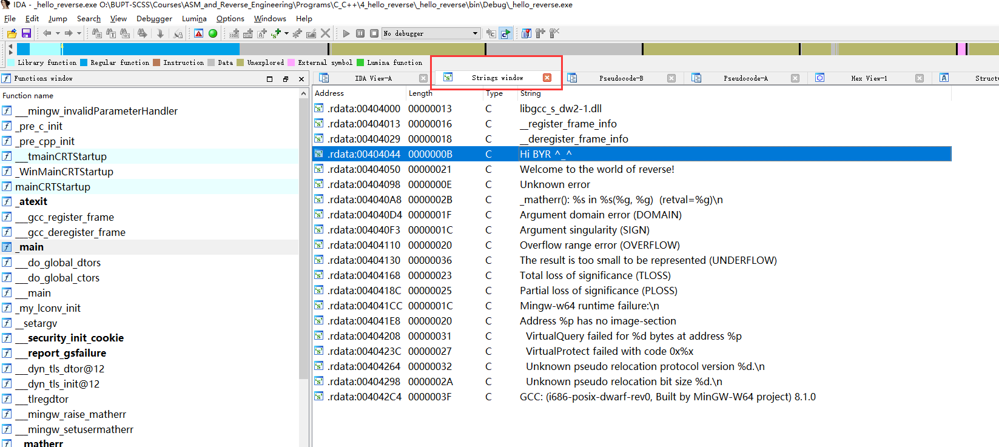 IDA - _hello_reverse.exe O:\BUPT-SCSS\Courses\ASM_and_Reverse_Engineering\Programs\C_C++\4_hello_reverse\_hello_reverse\bin\Debug\_hello_reverse.exe
File Edit Jump Search View Debugger Lumina Options Windows Help
No debugger
Library function Regular function Instruction Data Unexplored External symbol Lumina function
Functions window
IDA View-A Strings window Pseudocode-B Pseudocode-A Hex View-1 Struct
Function name
___mingw_invalidParameterHandler
_pre_c_init
_pre_cpp_init
___tmainCRTStartup
_WinMainCRTStartup
mainCRTStartup
_atexit
___gcc_register_frame
___gcc_deregister_frame
_main
___do_global_dtors
___do_global_ctors
___main
_my_lconv_init
__setargv
___security_init_cookie
___report_gsfailure
___dyn_tls_dtor@12
___dyn_tls_init@12
___tlregdtor
___mingw_raise_matherr
___mingw_setusermatherr
__matherr
Address Length Type String
.rdata:00404000 00000013 C libgcc_s_dw2-1.dll
.rdata:00404013 00000016 C __register_frame_info
.rdata:00404029 00000018 C __deregister_frame_info
.rdata:00404044 0000000B C Hi BYR ^_^
.rdata:00404050 00000021 C Welcome to the world of reverse!
.rdata:00404098 0000000E C Unknown error
.rdata:004040A8 0000002B C _matherr(): %s in %s(%g, %g)  (retval=%g)\n
.rdata:004040D4 0000001F C Argument domain error (DOMAIN)
.rdata:004040F3 0000001C C Argument singularity (SIGN)
.rdata:00404110 00000020 C Overflow range error (OVERFLOW)
.rdata:00404130 00000036 C The result is too small to be represented (UNDERFLOW)
.rdata:00404168 00000023 C Total loss of significance (TLOSS)
.rdata:0040418C 00000025 C Partial loss of significance (PLOSS)
.rdata:004041CC 0000001C C Mingw-w64 runtime failure:\n
.rdata:004041E8 00000020 C Address %p has no image-section
.rdata:00404208 00000031 C VirtualQuery failed for %d bytes at address %p
.rdata:0040423C 00000027 C VirtualProtect failed with code 0x%x
.rdata:00404264 00000032 C Unknown pseudo relocation protocol version %d.\n
.rdata:00404298 0000002A C Unknown pseudo relocation bit size %d.\n
.rdata:004042C4 0000003F C GCC: (i686-posix-dwarf-rev0, Built by MinGW-W64 project) 8.1.0